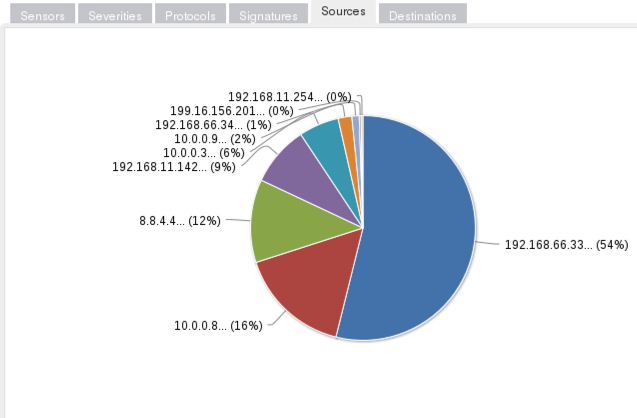 Sensors
Severities
Protocols
Signatures
Sources
Destinations
192.168.11.254... (0%)
199.16.156.201... (0%)
192.168.66.34... (1%)
10.0.0.9... (2%)
10.0.0.3... (6%)
192.168.11.142... (9%)
8.8.4.4... (12%)
192.168.66.33... (54%)
10.0.0.8... (16%)